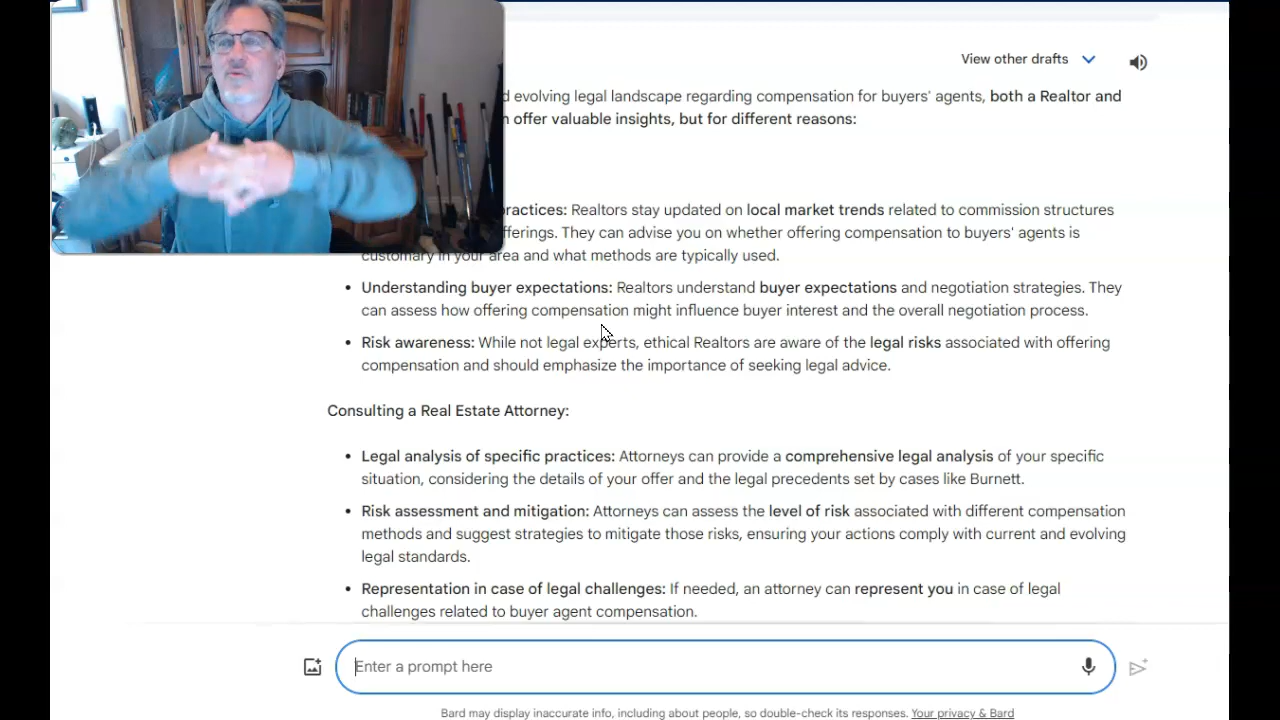 View other drafts
d evolving legal landscape regarding compensation for buyers' agents, both a Realtor and
n offer valuable insights, but for different reasons:
practices: Realtors stay updated on local market trends related to commission structures
fferings. They can advise you on whether offering compensation to buyers' agents is
customary in your area and what methods are typically used.
• Understanding buyer expectations: Realtors understand buyer expectations and negotiation strategies. They
can assess how offering compensation might influence buyer interest and the overall negotiation process.
• Risk awareness: While not legal experts, ethical Realtors are aware of the legal risks associated with offering
compensation and should emphasize the importance of seeking legal advice.
Consulting a Real Estate Attorney:
• Legal analysis of specific practices: Attorneys can provide a comprehensive legal analysis of your specific
situation, considering the details of your offer and the legal precedents set by cases like Burnett.
• Risk assessment and mitigation: Attorneys can assess the level of risk associated with different compensation
methods and suggest strategies to mitigate those risks, ensuring your actions comply with current and evolving
legal standards.
• Representation in case of legal challenges: If needed, an attorney can represent you in case of legal
challenges related to buyer agent compensation.
Enter a prompt here
Bard may display inaccurate info, including about people, so double-check its responses. Your privacy & Bard